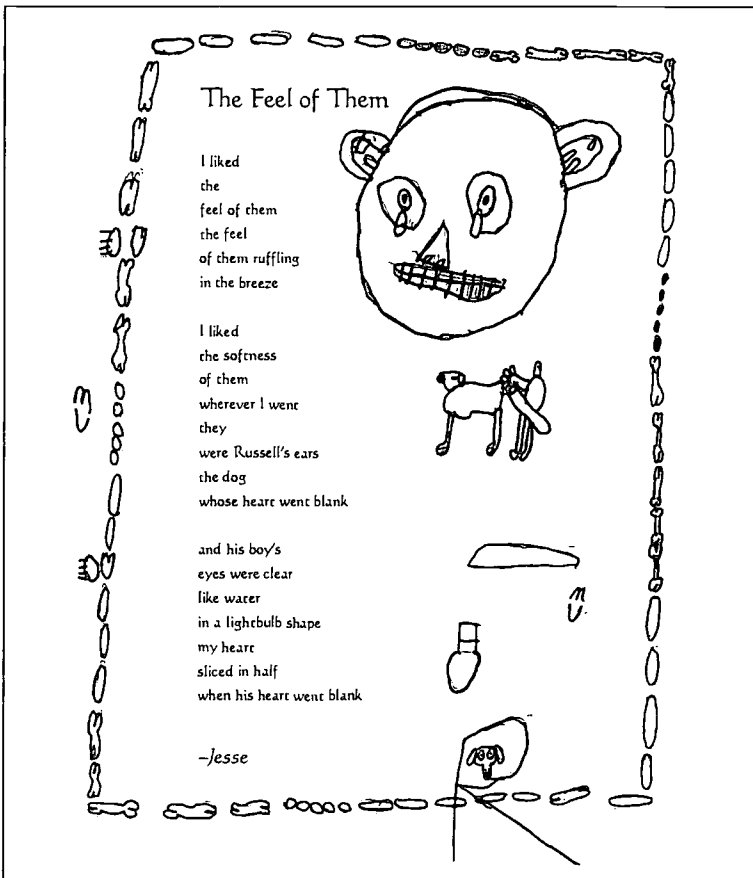 The Feel of Them
I liked
the
feel of them
the feel
of them ruffling
in the breeze
I liked
the softness
of them
wherever I went
they
were Russell's ears
the dog
whose heart went blank
and his boy's
eyes were clear
like water
in a lightbulb shape
my heart
sliced in half
when his heart went blank
–Jesse